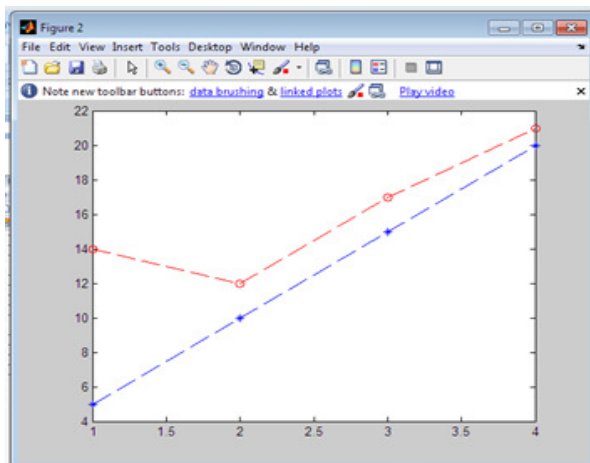 Figure 2
File Edit View Insert Tools Desktop Window Help
Note new toolbar buttons: data brushing & linked plots Play video
22
20
18
16
14
12
10
8
6
4
1 1.5 2 2.5 3 3.5 4